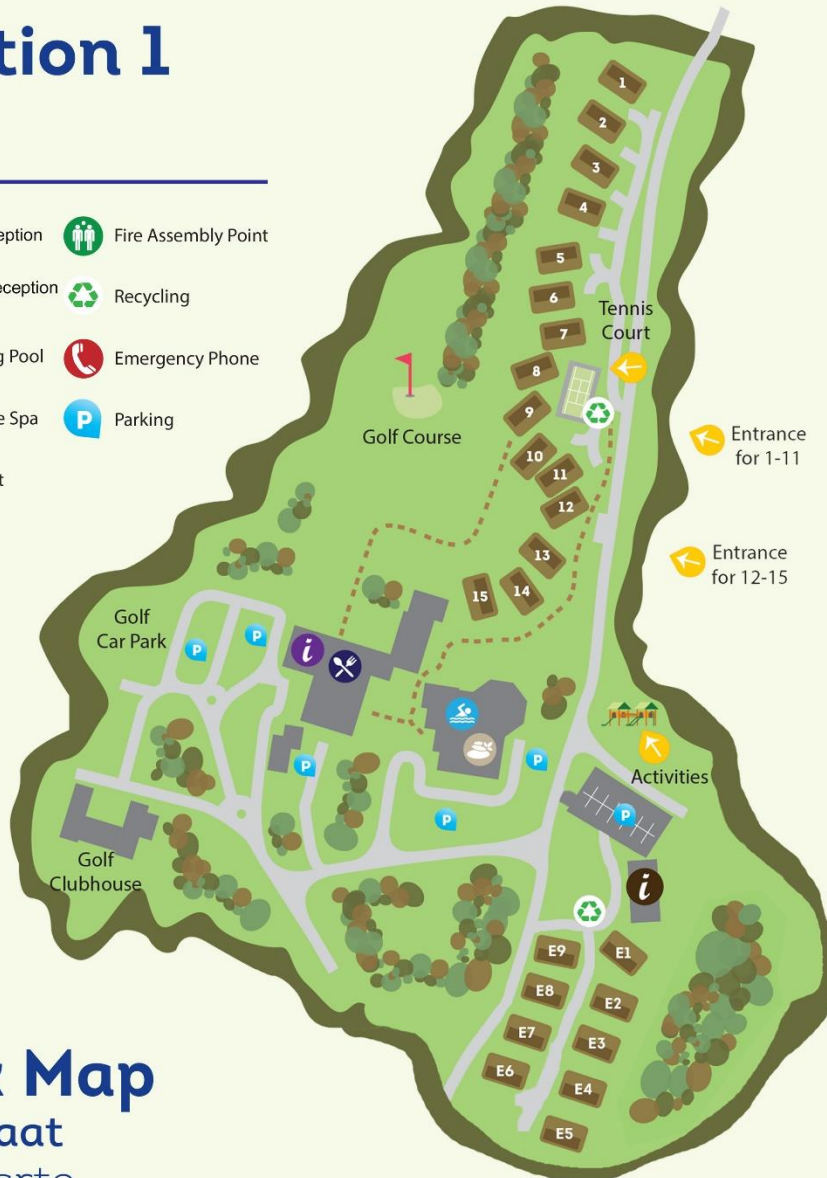 tion 1
eption
Fire Assembly Point
eception
Recycling
g Pool
Emergency Phone
e Spa
P
Parking
t
1
2
3
4
5
6
7
Tennis
Court
8
9
Golf Course
10
11
12
Entrance
for 1-11
13
14
15
Entrance
for 12-15
Golf
Car Park
P
P
i
P
P
P
P
Activities
Golf
Clubhouse
i
E9
E1
E8
E2
E7
E3
E6
E4
E5
Map
aat